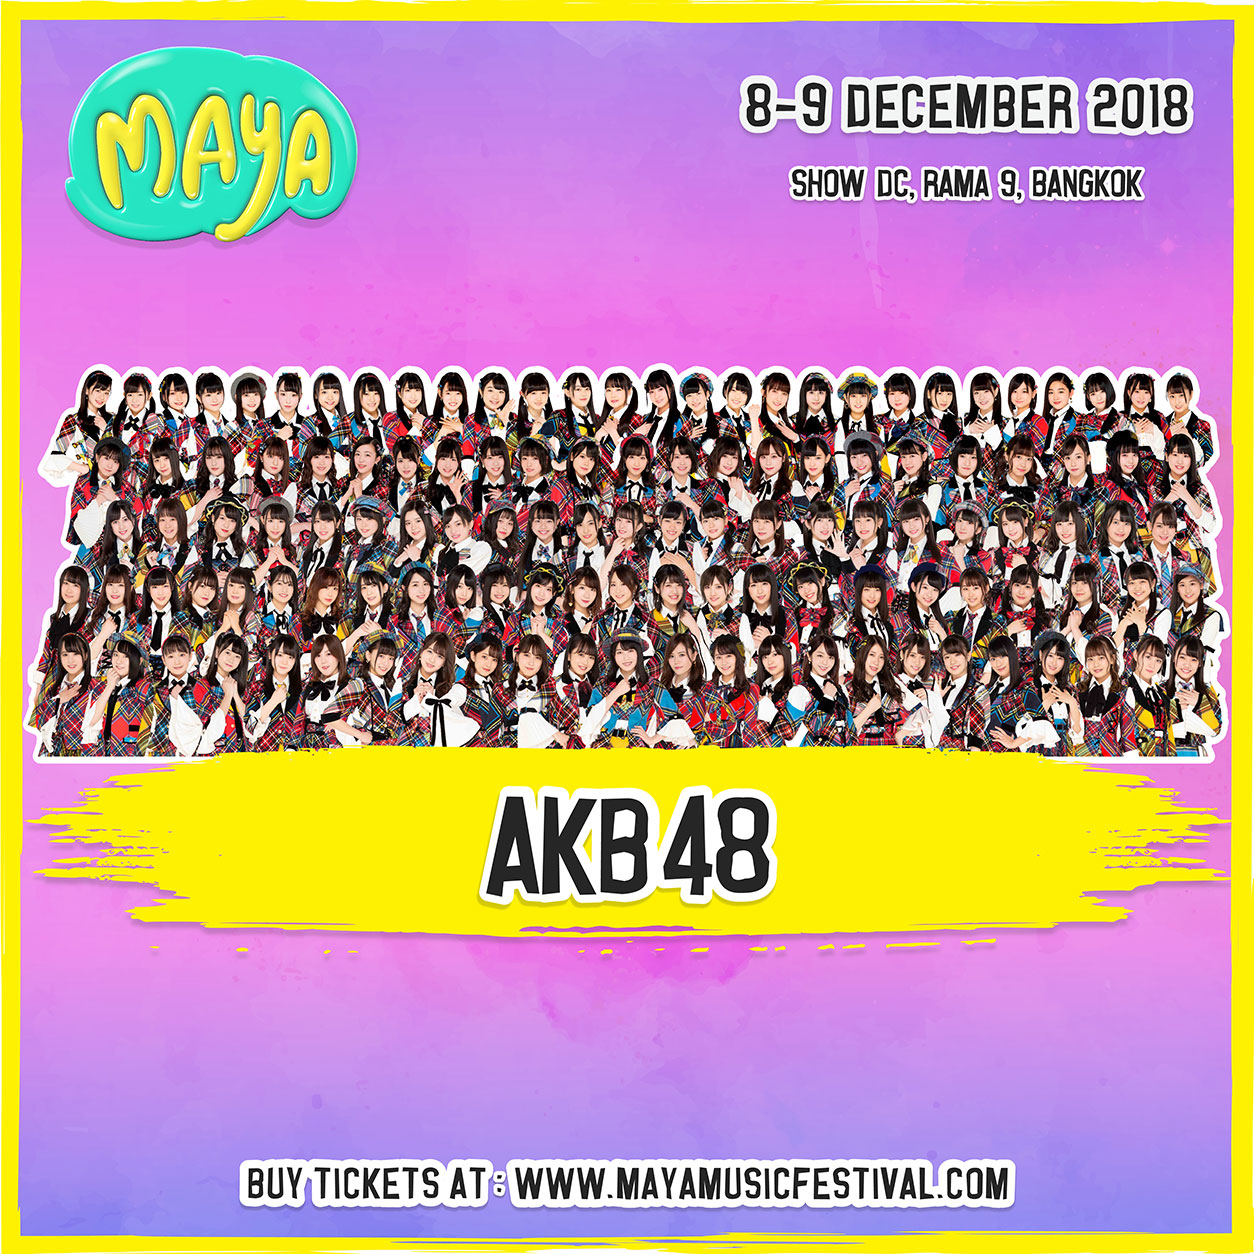 MAYA
8-9 DECEMBER 2018
SHOW DC, RAMA 9, BANGKOK
AKB48
BUY TICKETS AT : WWW.MAYAMUSICFESTIVAL.COM